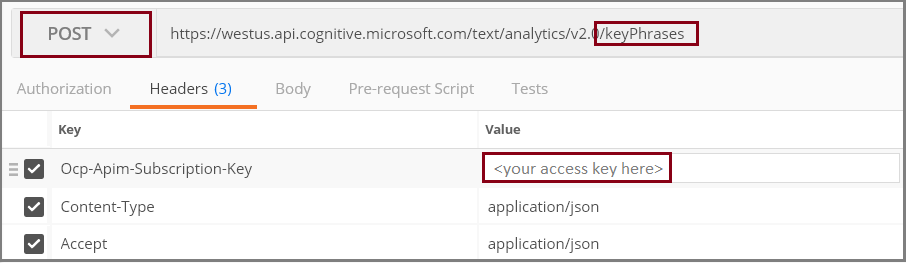 POST https://westus.api.cognitive.microsoft.com/text/analytics/v2.0/keyPhrases
Authorization Headers (3) Body Pre-request Script Tests
Key Value
Ocp-Apim-Subscription-Key <your access key here>
Content-Type application/json
Accept application/json